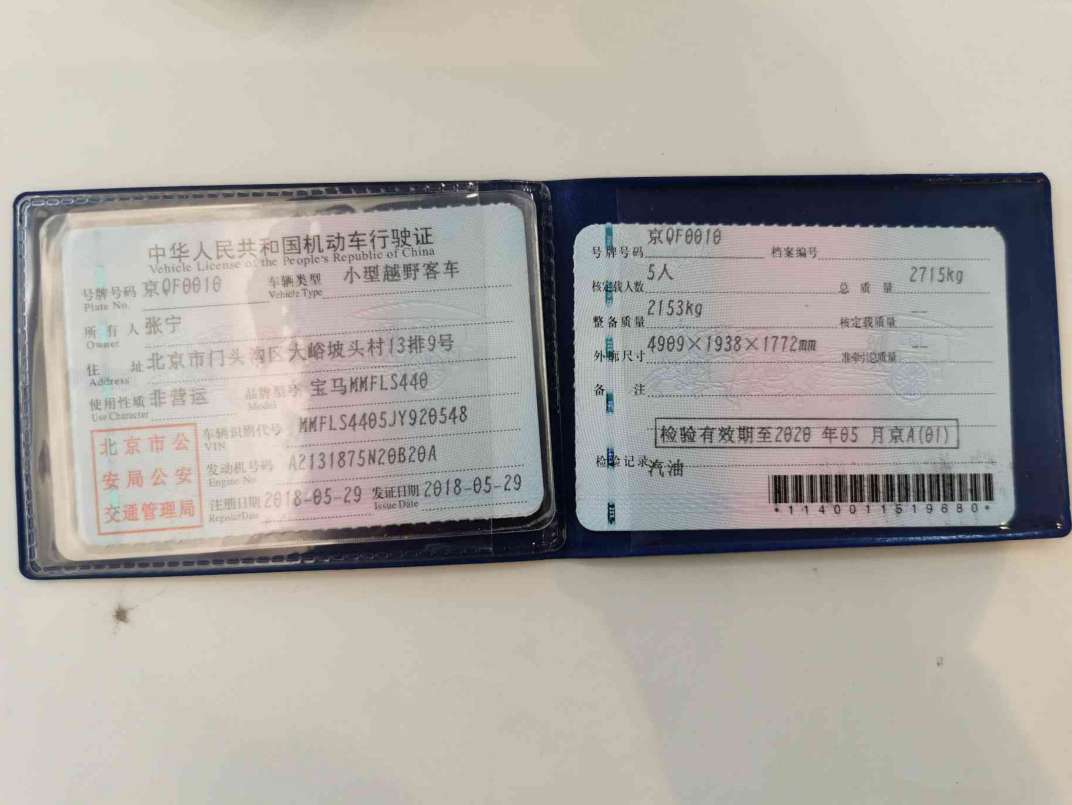 中华人民共和国机动车行驶证
Vehicle License of the People's Republic of China
号牌号码 京QF0010 车辆类型 小型越野客车
Plate No. Vehicle Type
所有人 张宁
Owner
住址 北京市门头沟区大峪坡头村13排9号
Address
使用性质 非营运 品牌型号 宝马MMFLS440
Use Character Model
北京市公
安局公安
交通管理局
车辆识别代号 MMFLS4405JY920548
VIN
发动机号码 A2131875N20B20A
Engine No.
注册日期 2018-05-29 发证日期 2018-05-29
Register Date Issue Date
号牌号码 京QF0010 档案编号
核定载人数 5人 总质量 2715kg
整备质量 2153kg 核定载质量 --
外廓尺寸 4909×1938×1772mm 准牵引总质量 --
备注
检验有效期至2020 年05 月京A(01)
检验记录 汽油
*1140011519680*